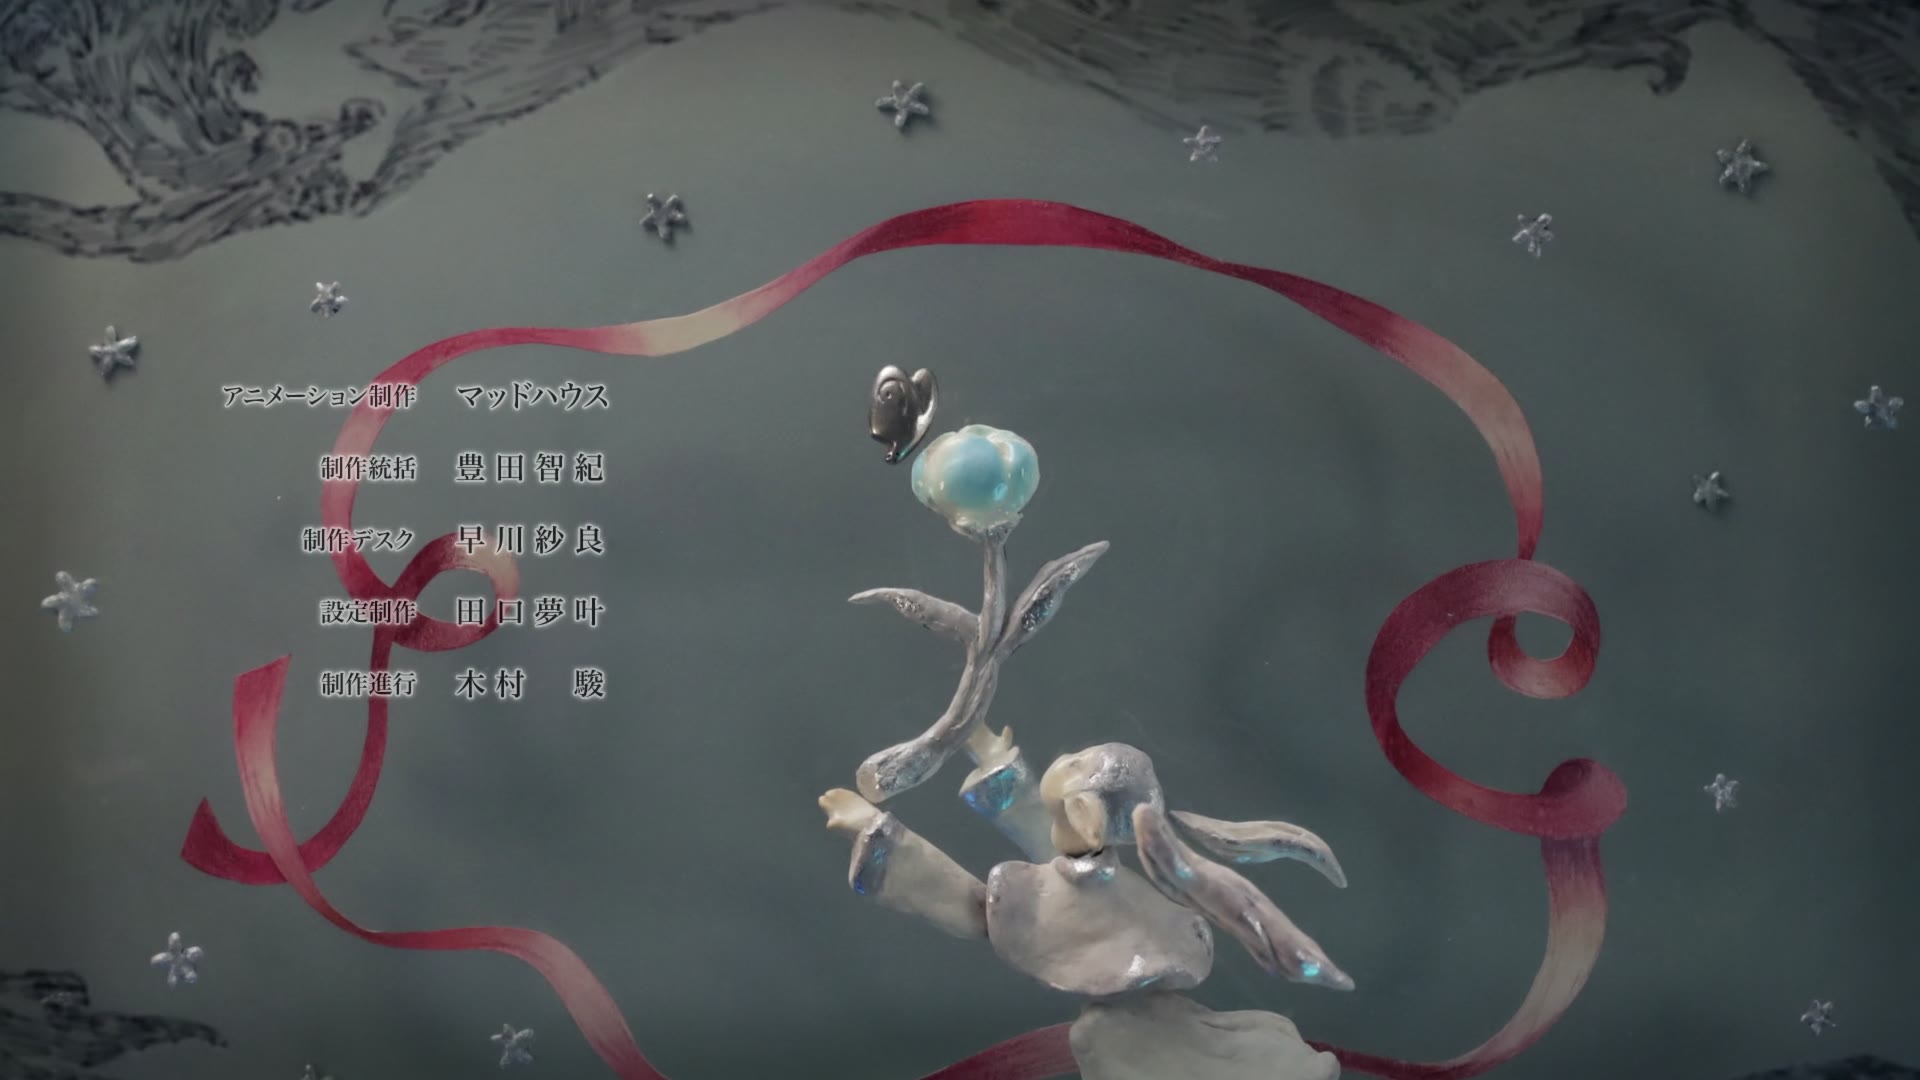 アニメーション制作 マッドハウス
制作統括 豊田智紀
制作デスク 早川紗良
設定制作 田口夢叶
制作進行 木村 駿